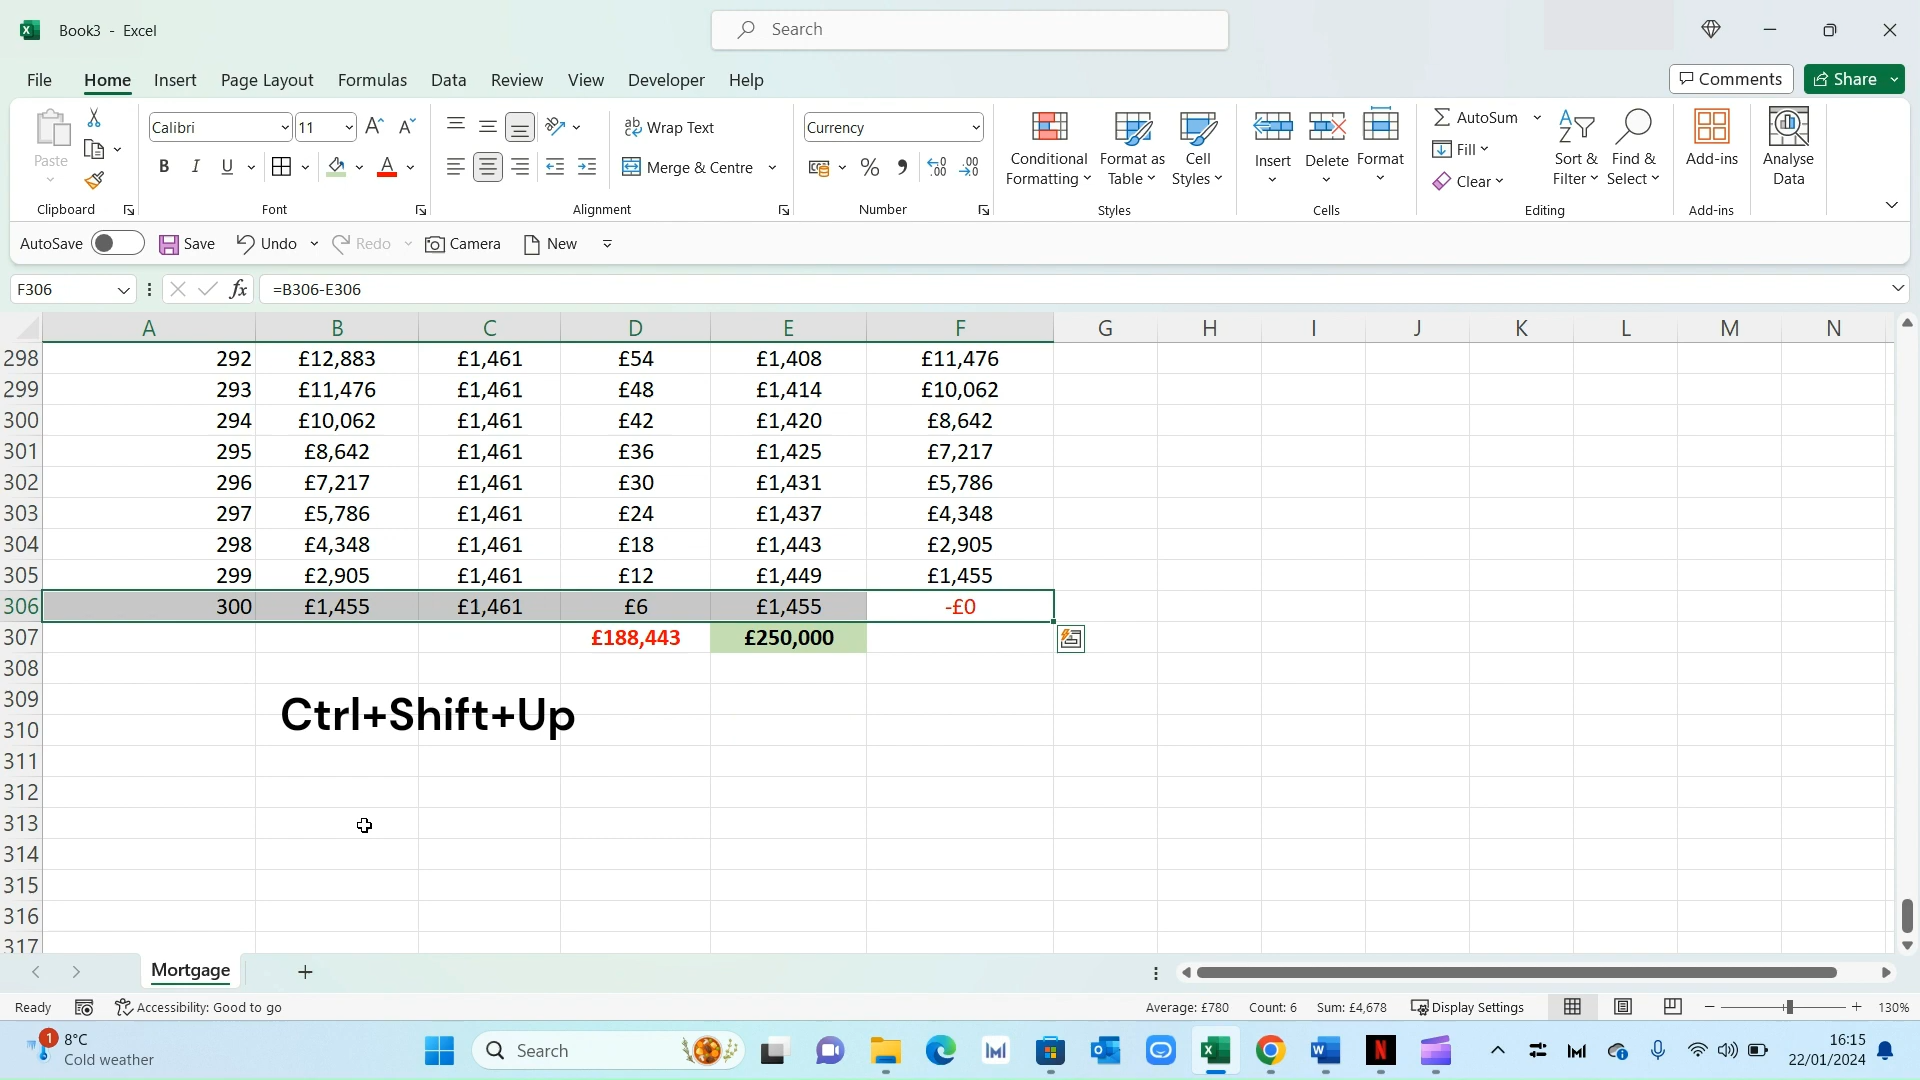 Book3 - Excel
Search
File Home Insert Page Layout Formulas Data Review View Developer Help
Comments Share
Paste
Clipboard
Calibri 11
B I U A
Font
Wrap Text
Merge & Centre
Alignment
Currency
%
Number
Conditional Formatting
Format as Table
Cell Styles
Styles
Insert Delete Format
Cells
AutoSum
Fill
Clear
Sort & Filter
Find & Select
Editing
Add-ins
Add-ins
Analyse Data
AutoSave Save Undo Redo Camera New
F306 fx =B306-E306
A B C D E F G H I J K L M N
298 292 £12,883 £1,461 £54 £1,408 £11,476
299 293 £11,476 £1,461 £48 £1,414 £10,062
300 294 £10,062 £1,461 £42 £1,420 £8,642
301 295 £8,642 £1,461 £36 £1,425 £7,217
302 296 £7,217 £1,461 £30 £1,431 £5,786
303 297 £5,786 £1,461 £24 £1,437 £4,348
304 298 £4,348 £1,461 £18 £1,443 £2,905
305 299 £2,905 £1,461 £12 £1,449 £1,455
306 300 £1,455 £1,461 £6 £1,455 -£0
307 £188,443 £250,000
308
309
Ctrl+Shift+Up
310
311
312
313
314
315
316
317
Mortgage
Ready Accessibility: Good to go Average: £780 Count: 6 Sum: £4,678 Display Settings 130%
1 8°C
Cold weather
Search
16:15
22/01/2024